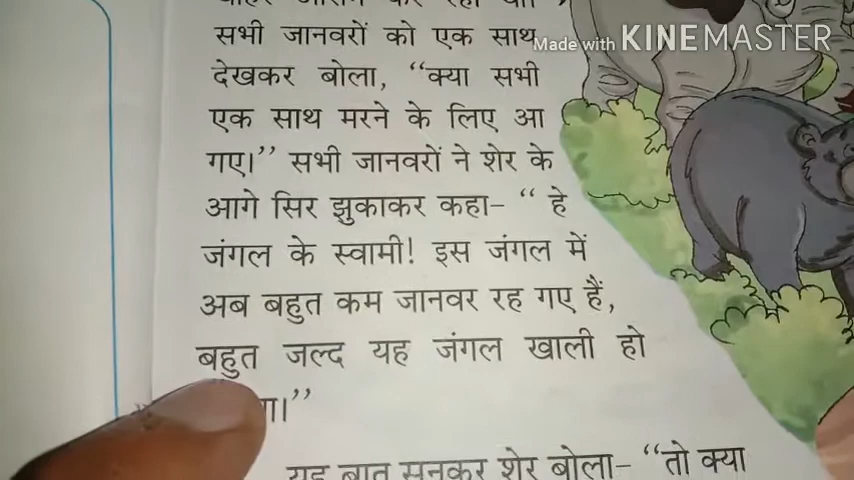 सभी जानवरों को एक साथ
Made with KINEMASTER
देखकर बोला, “क्या सभी
एक साथ मरने के लिए आ
गए।” सभी जानवरों ने शेर के
आगे सिर झुकाकर कहा– “ हे
जंगल के स्वामी! इस जंगल में
अब बहुत कम जानवर रह गए हैं,
बहुत जल्द यह जंगल खाली हो
यह बात सुनकर शेर बोला– “तो क्या